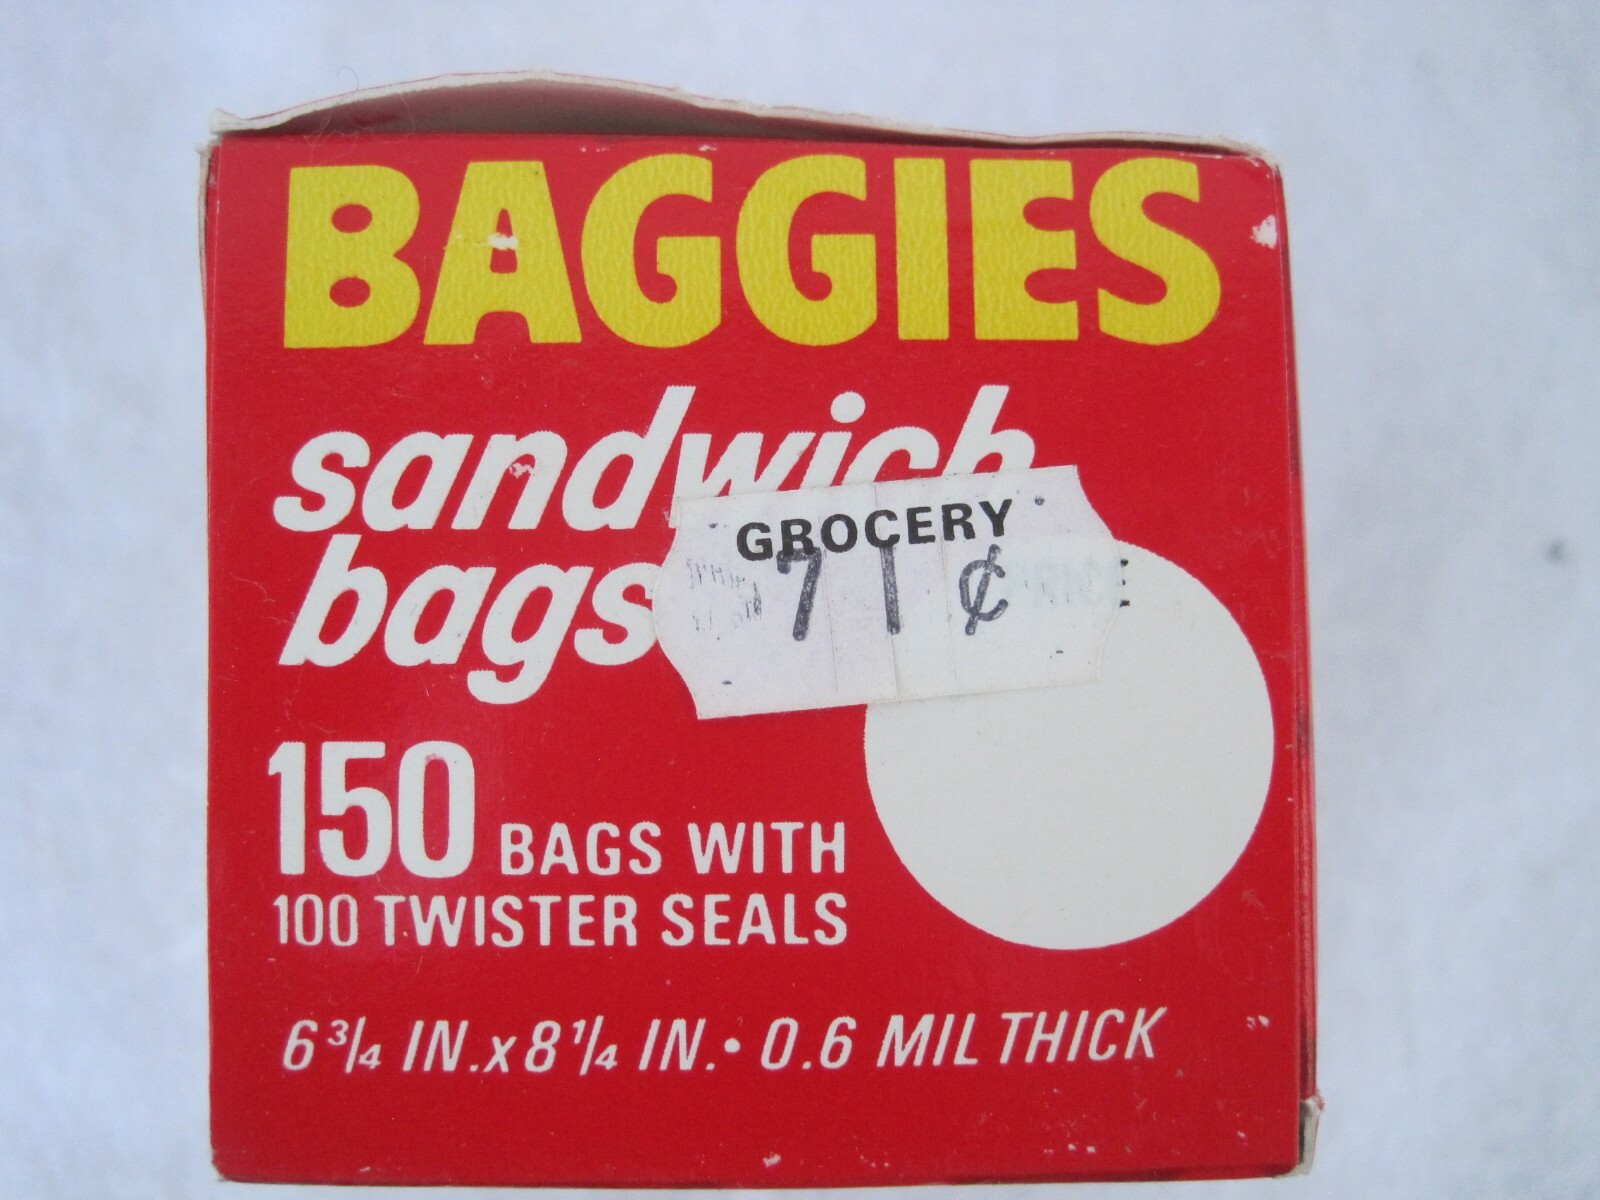 BAGGIES
sandwich
bags
GROCERY
71¢
PRICE
150 BAGS WITH
100 TWISTER SEALS
6 3/4 IN. x 8 1/4 IN. • 0.6 MIL THICK